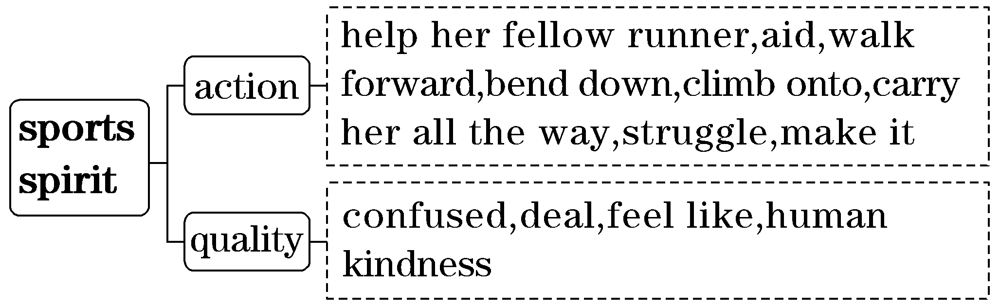 sports
spirit
action
help her fellow runner,aid,walk
forward,bend down,climb onto,carry
her all the way,struggle,make it
quality
confused,deal,feel like,human
kindness